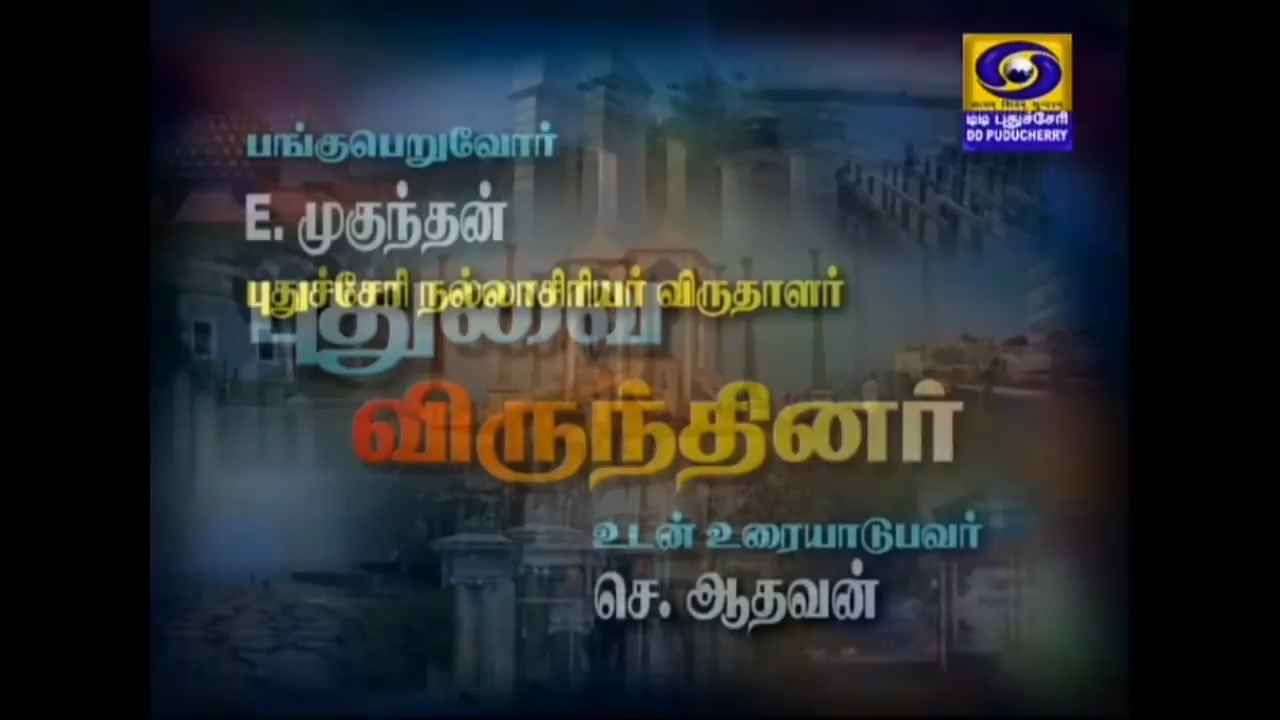 பங்குபெறுவோர்
E. முகுந்தன்
புதுச்சேரி நல்லாசிரியர் விருதாளர்
புதுவை
விருந்தினர்
உடன் உரையாடுபவர்
செ. ஆதவன்
டிடி புதுச்சேரி
DD PUDUCHERRY